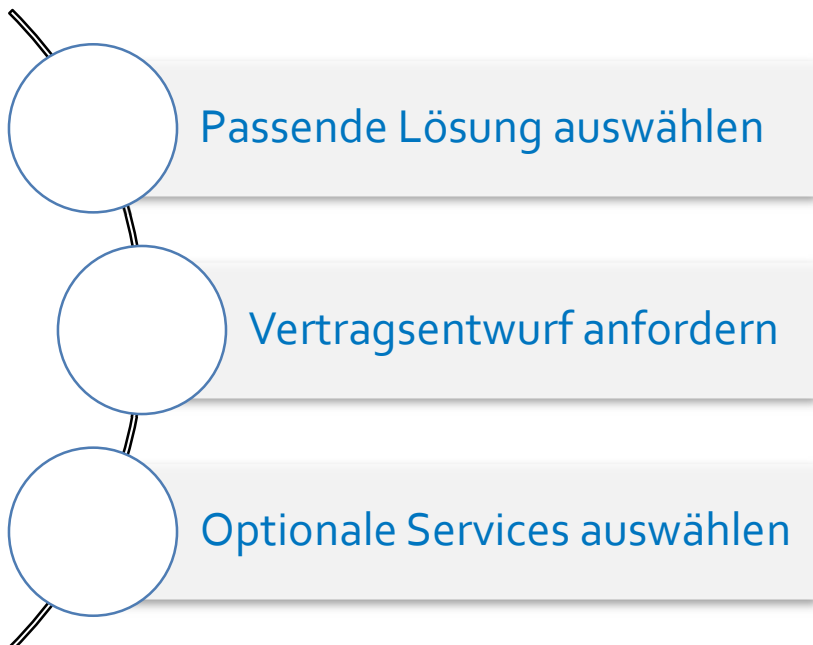 Passende Lösung auswählen
Vertragsentwurf anfordern
Optionale Services auswählen